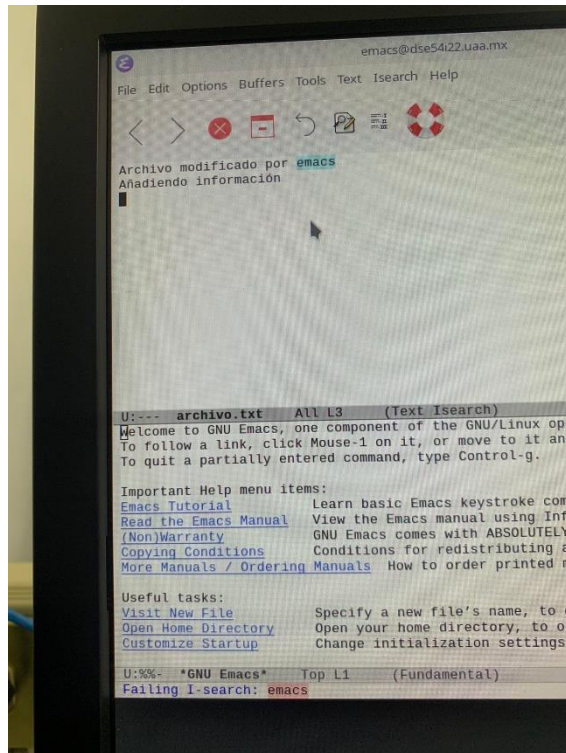 emacs@dse54i22.uaa.mx
File Edit Options Buffers Tools Text Isearch Help
Archivo modificado por emacs
Añadiendo información
U:--- archivo.txt All L3 (Text Isearch)
Welcome to GNU Emacs, one component of the GNU/Linux op
To follow a link, click Mouse-1 on it, or move to it an
To quit a partially entered command, type Control-g.
Important Help menu items:
Emacs Tutorial Learn basic Emacs keystroke com
Read the Emacs Manual View the Emacs manual using Inf
(Non)Warranty GNU Emacs comes with ABSOLUTELY
Copying Conditions Conditions for redistributing a
More Manuals / Ordering Manuals How to order printed m
Useful tasks:
Visit New File Specify a new file's name, to
Open Home Directory Open your home directory, to o
Customize Startup Change initialization settings
U:%%- *GNU Emacs* Top L1 (Fundamental)
Failing I-search: emacs